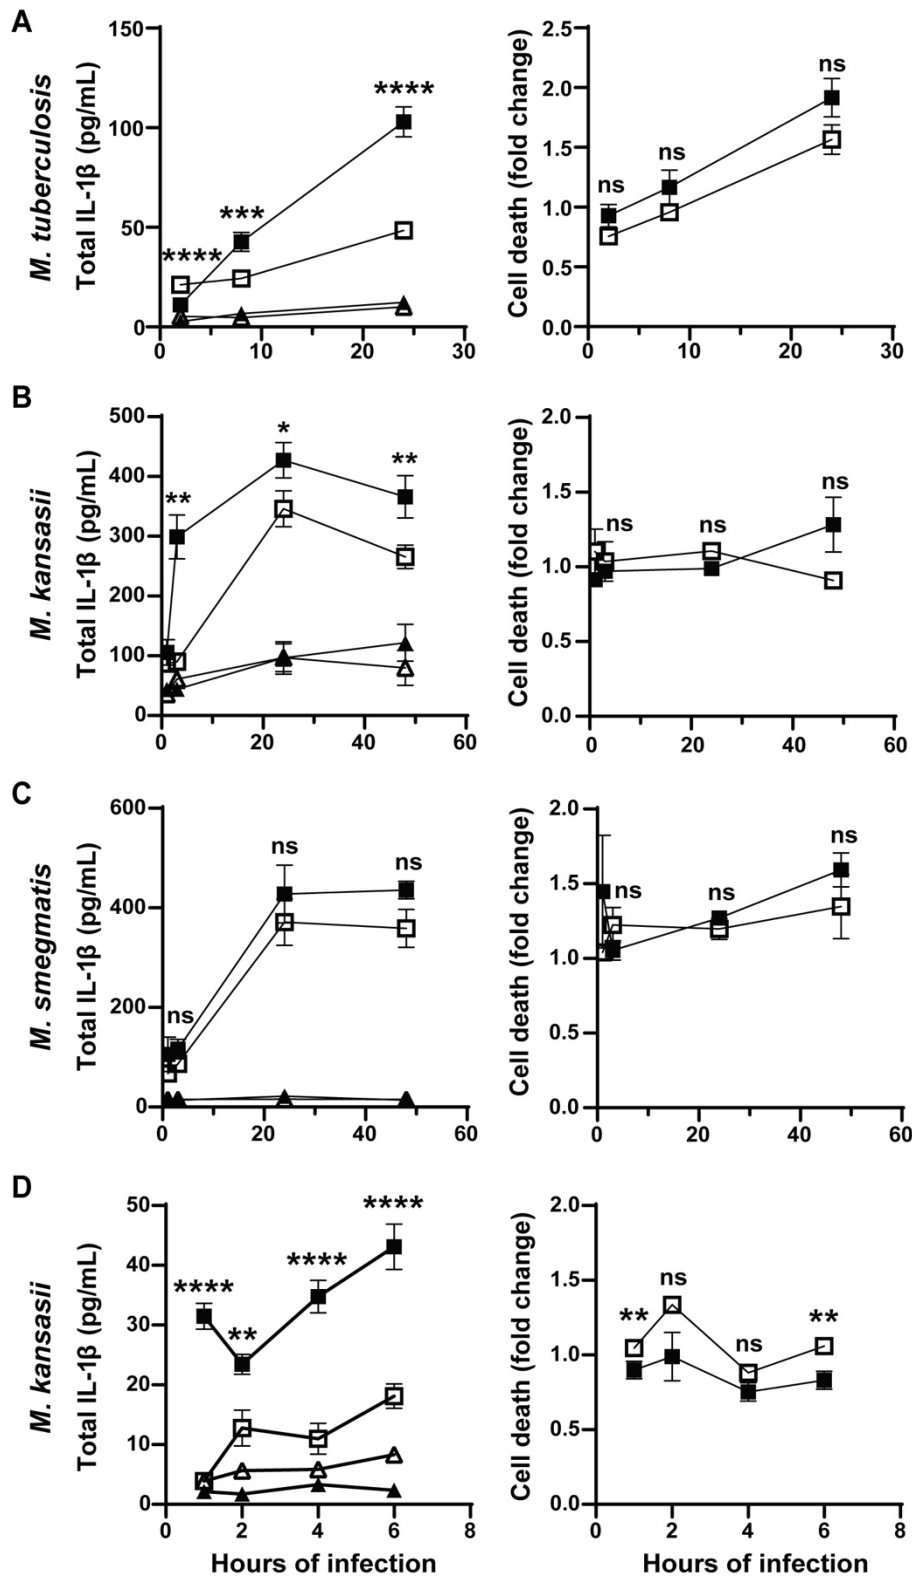 A
M. tuberculosis
Total IL-1β (pg/mL)
150
100
50
0
0 10 20 30
****
***
****
Cell death (fold change)
2.5
2.0
1.5
1.0
0.5
0.0
0 10 20 30
ns
ns
ns
B
M. kansasii
Total IL-1β (pg/mL)
500
400
300
200
100
0
0 20 40 60
**
*
**
Cell death (fold change)
2.0
1.5
1.0
0.5
0.0
0 20 40 60
ns
ns
ns
C
M. smegmatis
Total IL-1β (pg/mL)
600
400
200
0
0 20 40 60
ns
ns
ns
Cell death (fold change)
2.0
1.5
1.0
0.5
0.0
0 20 40 60
ns
ns
ns
D
M. kansasii
Total IL-1β (pg/mL)
50
40
30
20
10
0
0 2 4 6 8
****
**
****
****
Hours of infection
Cell death (fold change)
2.0
1.5
1.0
0.5
0.0
0 2 4 6 8
**
ns
ns
**
Hours of infection